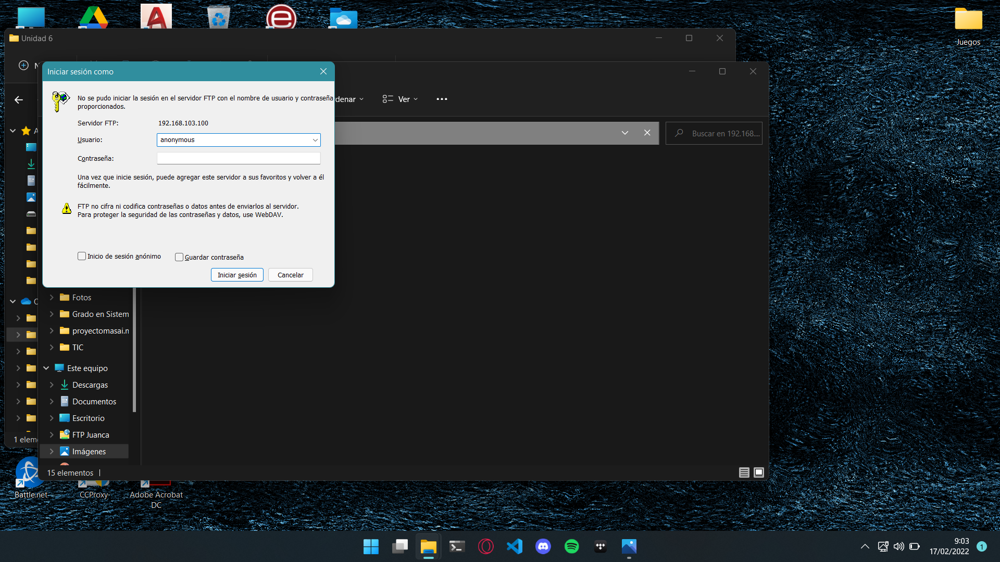 Juegos
Unidad 6
Iniciar sesión como
No se pudo iniciar la sesión en el servidor FTP con el nombre de usuario y contraseña
proporcionados.
Servidor FTP: 192.168.103.100
Usuario: anonymous
Contraseña:
Una vez que inicie sesión, puede agregar este servidor a sus favoritos y volver a él
fácilmente.
FTP no cifra ni codifica contraseñas o datos antes de enviarlos al servidor.
Para proteger la seguridad de las contraseñas y datos, use WebDAV.
Inicio de sesión anónimo Guardar contraseña
Iniciar sesión Cancelar
denar Ver
Buscar en 192.168....
Fotos
Grado en Sistem
proyectomasai.n
TIC
Este equipo
Descargas
Documentos
Escritorio
FTP Juanca
Imágenes
1 eleme
15 elementos
Battle.net CCProxy Adobe Acrobat
DC
9:03
17/02/2022
1